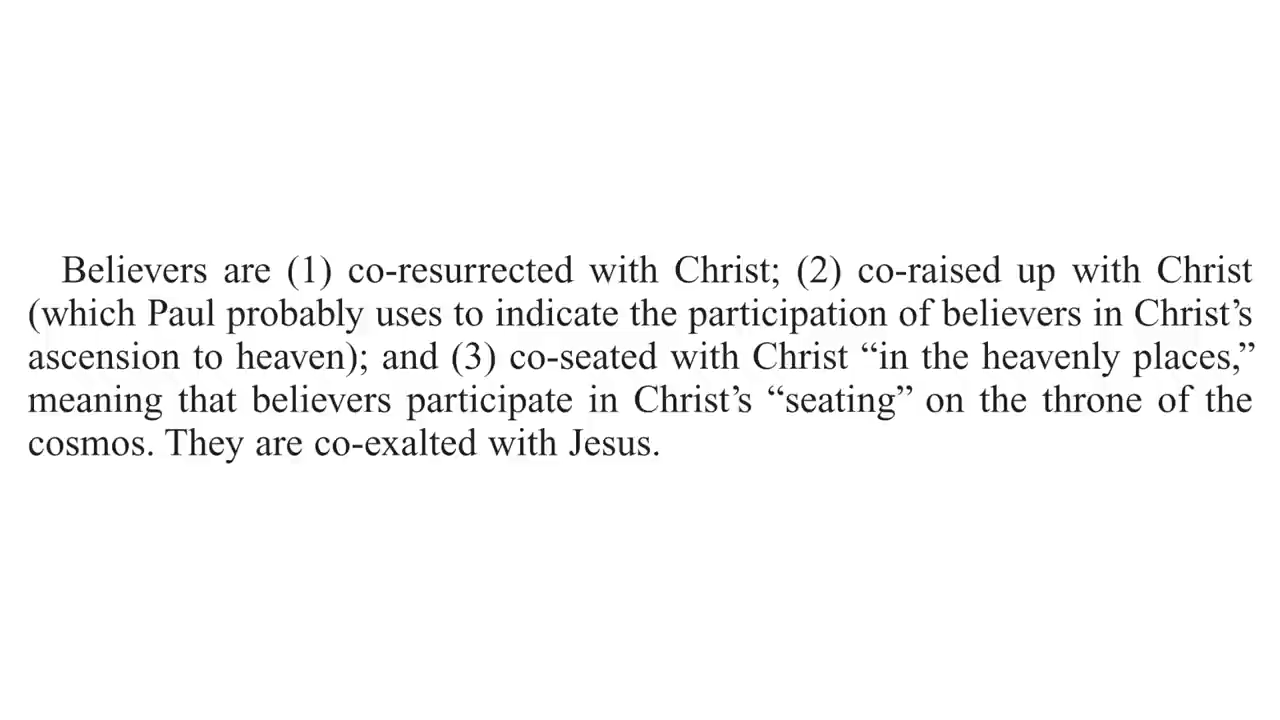 Believers are (1) co-resurrected with Christ; (2) co-raised up with Christ
(which Paul probably uses to indicate the participation of believers in Christ’s
ascension to heaven); and (3) co-seated with Christ “in the heavenly places,”
meaning that believers participate in Christ’s “seating” on the throne of the
cosmos. They are co-exalted with Jesus.